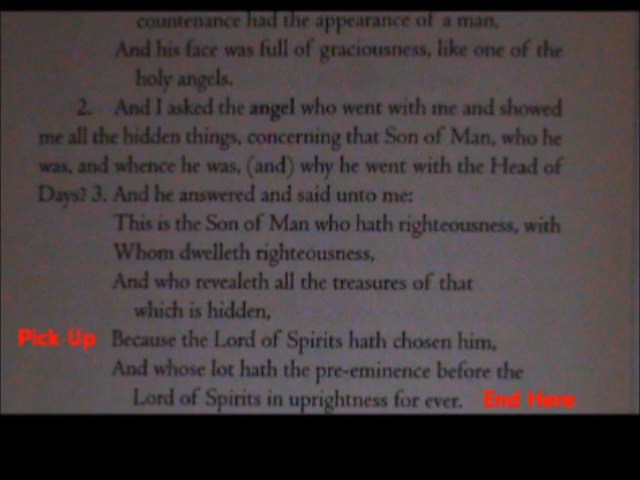 countenance had the appearance of a man,
And his face was full of graciousness, like one of the
holy angels.
2. And I asked the angel who went with me and showed
me all the hidden things, concerning that Son of Man, who he
was, and whence he was, (and) why he went with the Head of
Days? 3. And he answered and said unto me:
This is the Son of Man who hath righteousness, with
Whom dwelleth righteousness,
And who revealeth all the treasures of that
which is hidden,
Pick-Up Because the Lord of Spirits hath chosen him,
And whose lot hath the pre-eminence before the
Lord of Spirits in uprightness for ever. End Here